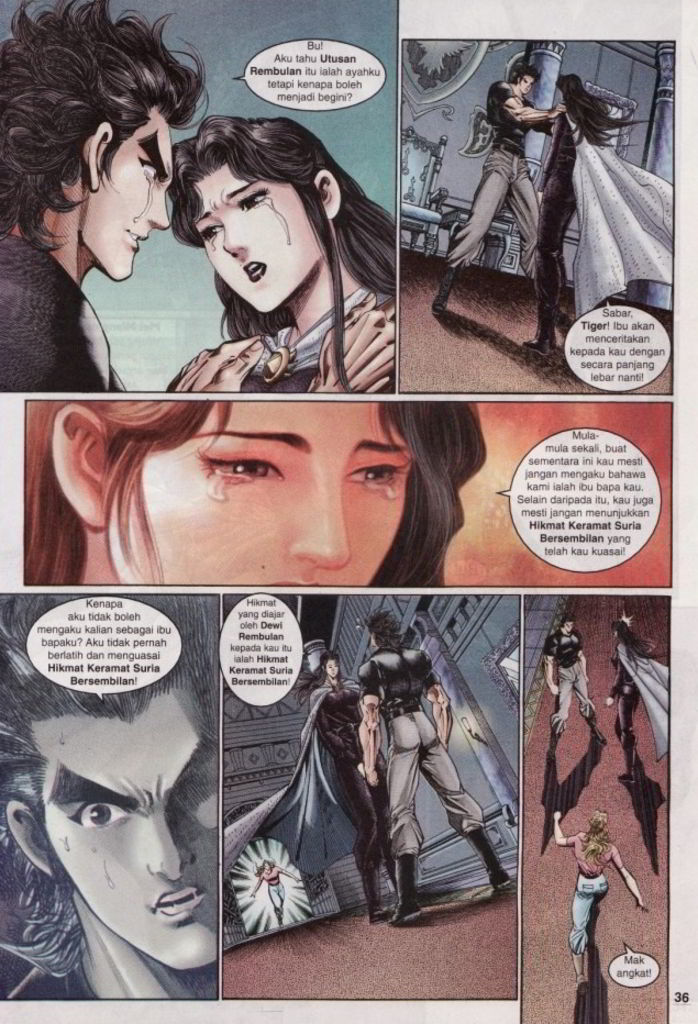 Bu!
Aku tahu Utusan
Rembulan itu ialah ayahku
tetapi kenapa boleh
menjadi begini?
Sabar,
Tiger! Ibu akan
menceritakan
kepada kau dengan
secara panjang
lebar nanti!
Mula-
mula sekali, buat
sementara ini kau mesti
jangan mengaku bahawa
kami ialah ibu bapa kau.
Selain daripada itu, kau juga
mesti jangan menunjukkan
Hikmat Keramat Suria
Bersembilan yang
telah kau kuasai!
Kenapa
aku tidak boleh
mengaku kalian sebagai ibu
bapaku? Aku tidak pernah
berlatih dan menguasai
Hikmat Keramat Suria
Bersembilan!
Hikmat
yang diajar
oleh Dewi
Rembulan
kepada kau itu
ialah Hikmat
Keramat Suria
Bersembilan!
Mak
angkat!
36